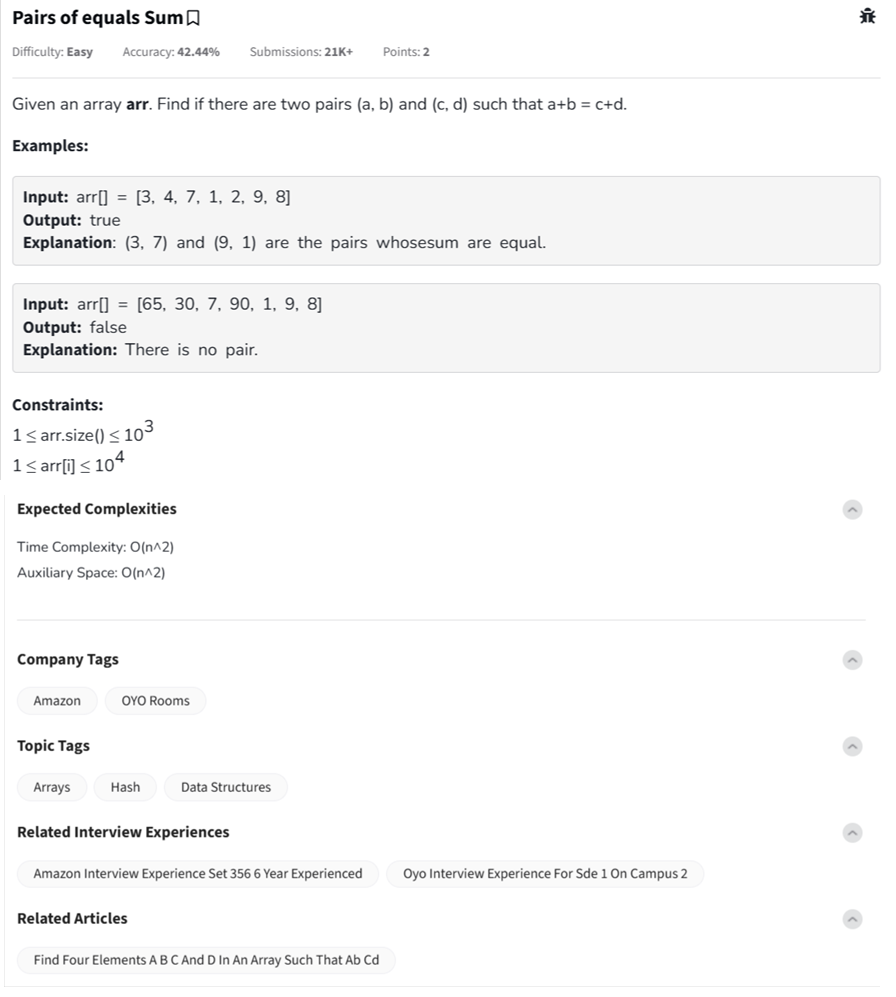 Pairs of equals Sum
Difficulty: Easy Accuracy: 42.44% Submissions: 21K+ Points: 2
Given an array arr. Find if there are two pairs (a, b) and (c, d) such that a+b = c+d.
Examples:
Input: arr[] = [3, 4, 7, 1, 2, 9, 8]
Output: true
Explanation: (3, 7) and (9, 1) are the pairs whosesum are equal.
Input: arr[] = [65, 30, 7, 90, 1, 9, 8]
Output: false
Explanation: There is no pair.
Constraints:
1 ≤ arr.size() ≤ 10^3
1 ≤ arr[i] ≤ 10^4
Expected Complexities
Time Complexity: O(n^2)
Auxiliary Space: O(n^2)
Company Tags
Amazon OYO Rooms
Topic Tags
Arrays Hash Data Structures
Related Interview Experiences
Amazon Interview Experience Set 356 6 Year Experienced Oyo Interview Experience For Sde 1 On Campus 2
Related Articles
Find Four Elements A B C And D In An Array Such That Ab Cd